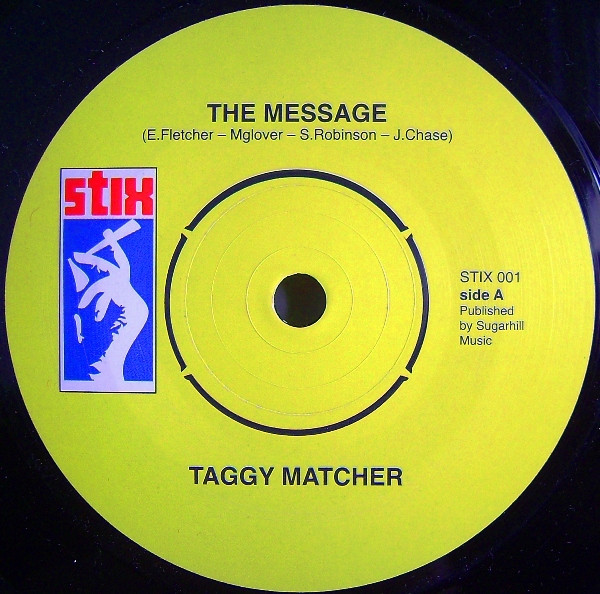 THE MESSAGE
(E.Fletcher – Mglover – S.Robinson – J.Chase)
stix
STIX 001
side A
Published
by Sugarhill
Music
TAGGY MATCHER